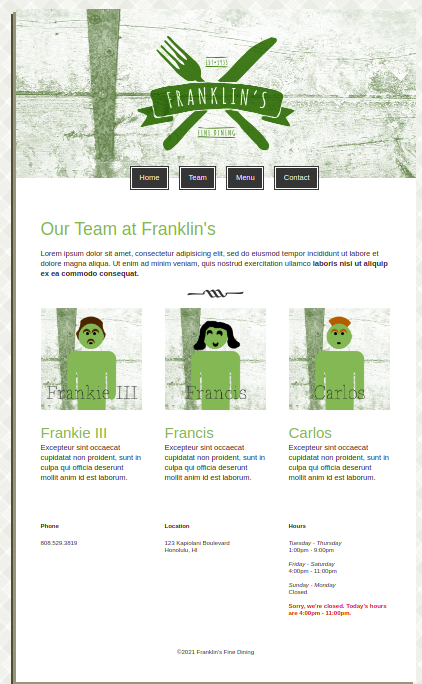 EST•1933
FRANKLIN'S
FINE DINING
Home Team Menu Contact
Our Team at Franklin's
Lorem ipsum dolor sit amet, consectetur adipisicing elit, sed do eiusmod tempor incididunt ut labore et
dolore magna aliqua. Ut enim ad minim veniam, quis nostrud exercitation ullamco laboris nisi ut aliquip
ex ea commodo consequat.
Frankie III Francis Carlos
Frankie III
Excepteur sint occaecat
cupidatat non proident, sunt in
culpa qui officia deserunt
mollit anim id est laborum.
Francis
Excepteur sint occaecat
cupidatat non proident, sunt in
culpa qui officia deserunt
mollit anim id est laborum.
Carlos
Excepteur sint occaecat
cupidatat non proident, sunt in
culpa qui officia deserunt
mollit anim id est laborum.
Phone
808.529.3819
Location
123 Kapiolani Boulevard
Honolulu, HI
Hours
Tuesday - Thursday
1:00pm - 9:00pm
Friday - Saturday
4:00pm - 11:00pm
Sunday - Monday
Closed
Sorry, we're closed. Today's hours
are 4:00pm - 11:00pm.
©2021 Franklin's Fine Dining